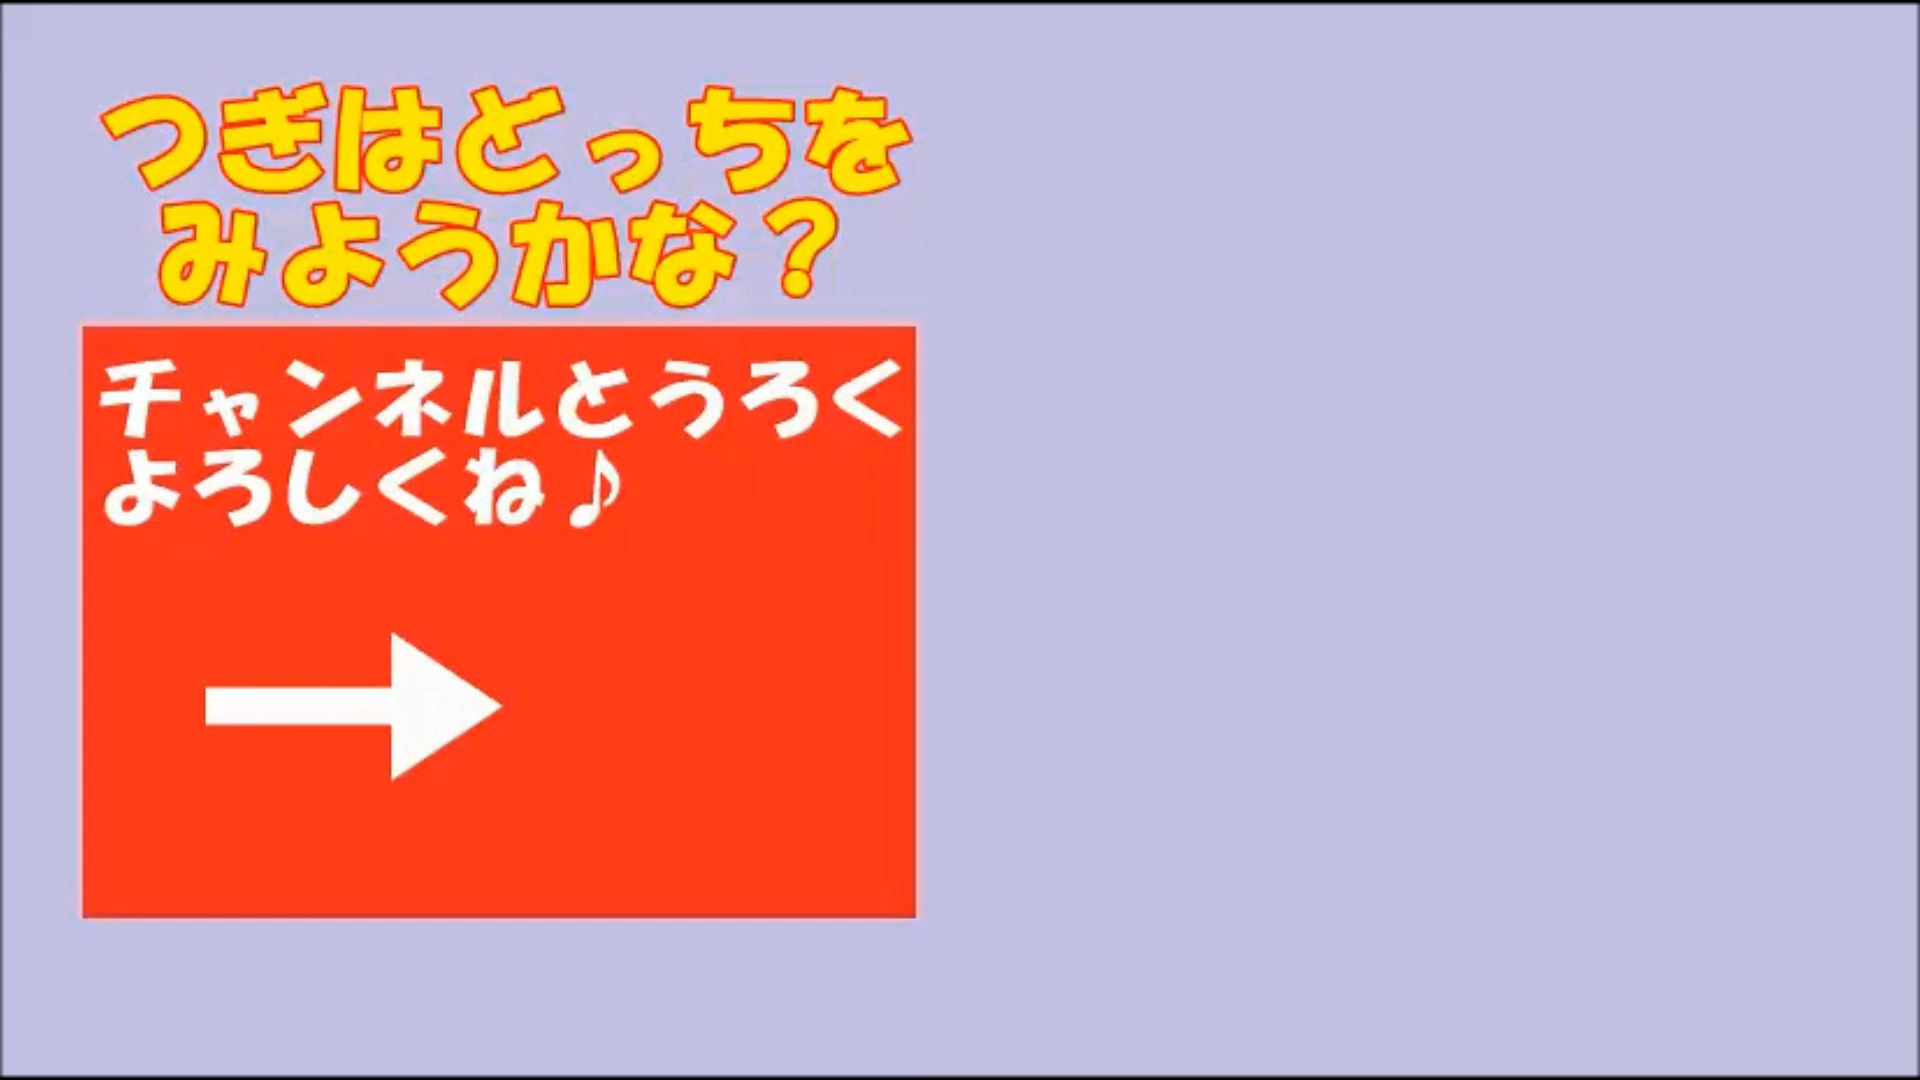 つぎはどっちを
みようかな？
チャンネルとうろく
よろしくね♪